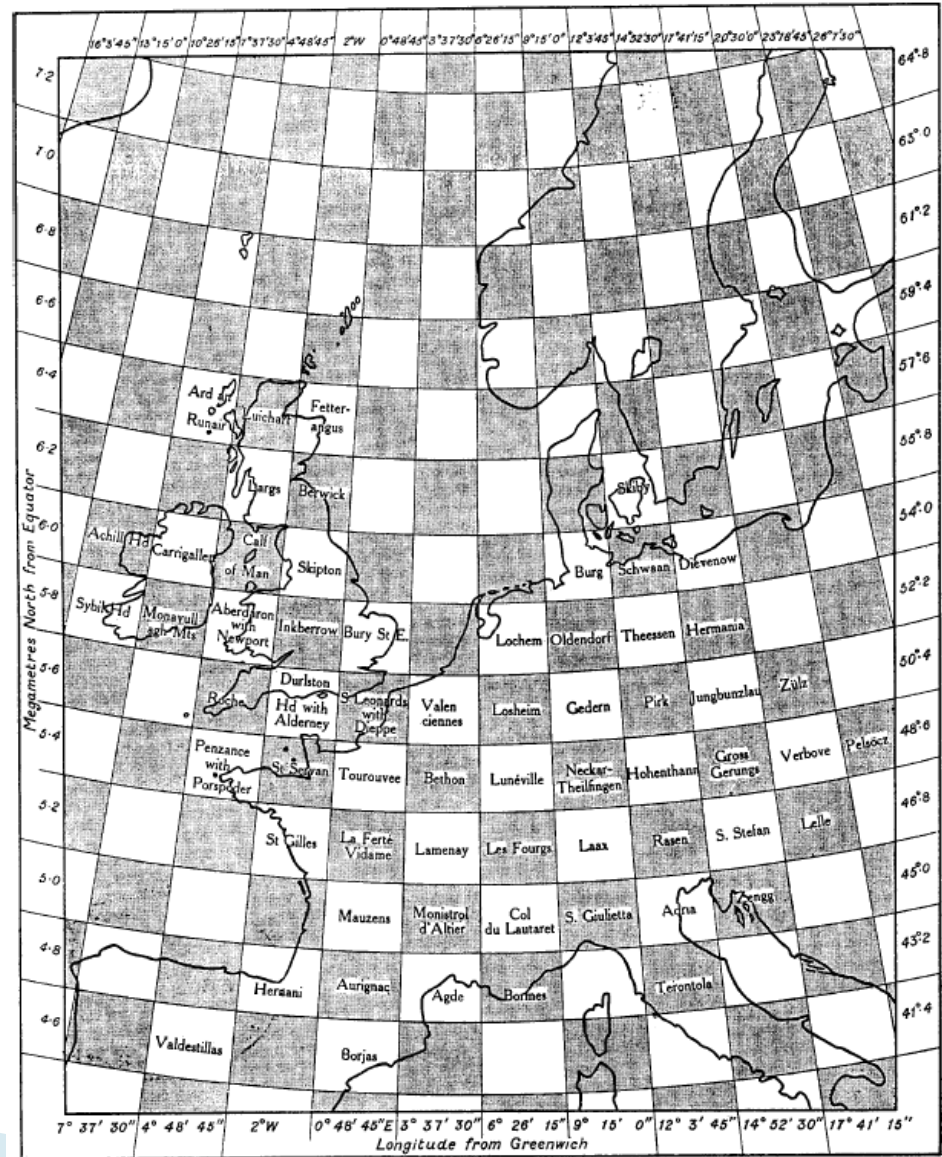 16°3'45" 13°15'0" 10°26'15" 7°37'30" 4°48'45" 2°W 0°48'45" 3°37'30" 6°26'15" 9°15'0" 12°3'45" 14°52'30" 17°41'15" 20°30'0" 23°18'45" 26°7'30"
7·2
64°·8
7·0
63°·0
6·8
61°·2
6·6
59°·4
6·4
57°·6
6·2
55°·8
6·0
54°·0
5·8
52°·2
5·6
50°·4
5·4
48°·6
5·2
46°·8
5·0
45°·0
4·8
43°·2
4·6
41°·4
Megametres North from Equator
Ard
Runair
Luichart
Fetter-
angus
Largs
Berwick
Skiby
Achill Hd
Carrigallen
Calf
of Man
Skipton
Burg
Schwaan
Dievenow
Sybil Hd
Monavull
agh Mts
Aberdaron
with
Newport
Inkberrow
Bury St E.
Lochem
Oldendorf
Theessen
Hermania
Roche
Durlston
Hd with
Alderney
St Leonards
with
Dieppe
Valen
ciennes
Losheim
Gedern
Pirk
Jungbunzlau
Zülz
Penzance
with
Porspoder
St Servan
Tourouvee
Bethon
Lunéville
Neckar-
Theilfingen
Hohenthann
Gross
Gerungs
Verbove
Pelsöcz
St Gilles
La Ferté
Vidame
Lamenay
Les Fourgs
Laax
Rasen
S. Stefan
Lelle
Mauzens
Monistrol
d'Altier
Col
du Lautaret
S. Giulietta
Adria
Zengg
Hernani
Aurignac
Agde
Bormes
Terontola
Valdestillas
Borjas
7° 37' 30" 4° 48' 45" 2°W 0° 48' 45"E 3° 37' 30" 6° 26' 15" 9° 15' 0" 12° 3' 45" 14° 52' 30" 17° 41' 15"
Longitude from Greenwich